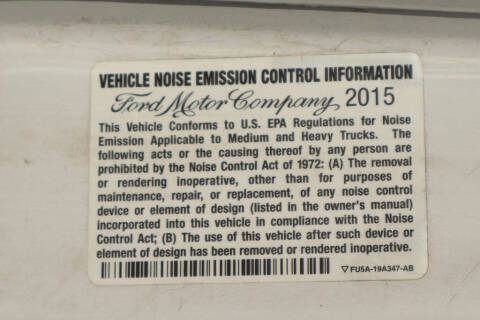 VEHICLE NOISE EMISSION CONTROL INFORMATION
Ford Motor Company 2015
This Vehicle Conforms to U.S. EPA Regulations for Noise
Emission Applicable to Medium and Heavy Trucks. The
following acts or the causing thereof by any person are
prohibited by the Noise Control Act of 1972: (A) The removal
or rendering inoperative, other than for purposes of
maintenance, repair, or replacement, of any noise control
device or element of design (listed in the owner's manual)
incorporated into this vehicle in compliance with the Noise
Control Act; (B) The use of this vehicle after such device or
element of design has been removed or rendered inoperative.
FU5A-19A347-AB